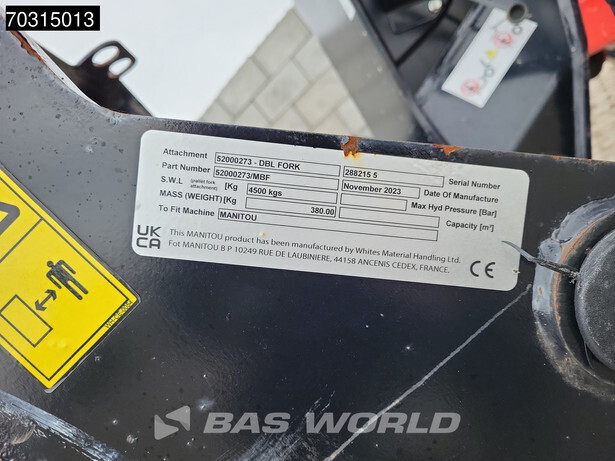 70315013
Attachment 52000273 - DBL FORK 288215 5 Serial Number
Part Number 52000273/MBF November 2023 Date Of Manufacture
S.W.L (pallet fork attachments) [Kg 4500 kgs Max Hyd Pressure [Bar]
MASS (WEIGHT) [Kg 380.00 Capacity [m³]
To Fit Machine MANITOU
UK
CA
This MANITOU product has been manufactured by Whites Material Handling Ltd.
For MANITOU B P 10249 RUE DE LAUBINIERE, 44158 ANCENIS CEDEX, FRANCE.
CE
BAS WORLD